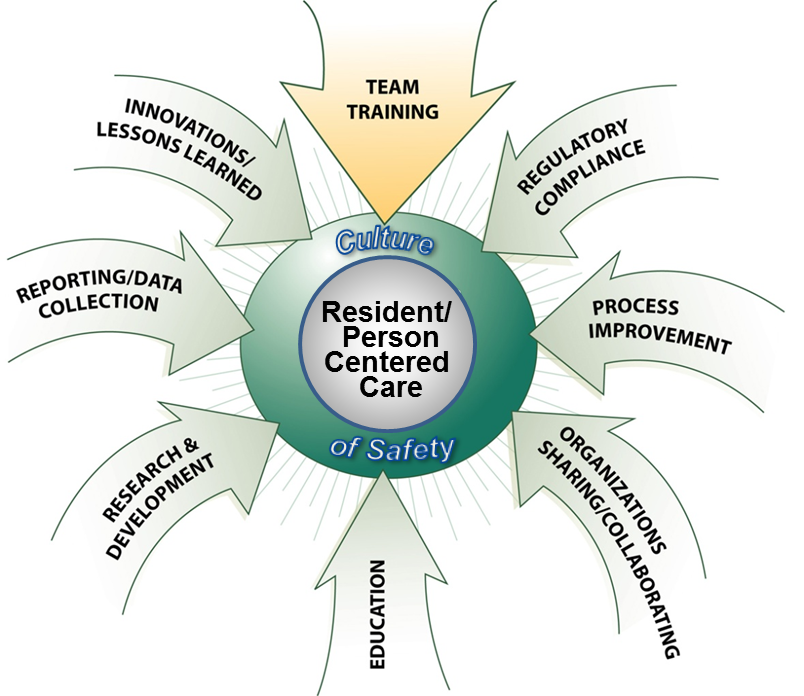 TEAM
TRAINING
REGULATORY
COMPLIANCE
PROCESS
IMPROVEMENT
ORGANIZATIONS
SHARING/COLLABORATING
EDUCATION
RESEARCH &
DEVELOPMENT
REPORTING/DATA
COLLECTION
INNOVATIONS/
LESSONS LEARNED
Culture
Resident/
Person
Centered
Care
of Safety